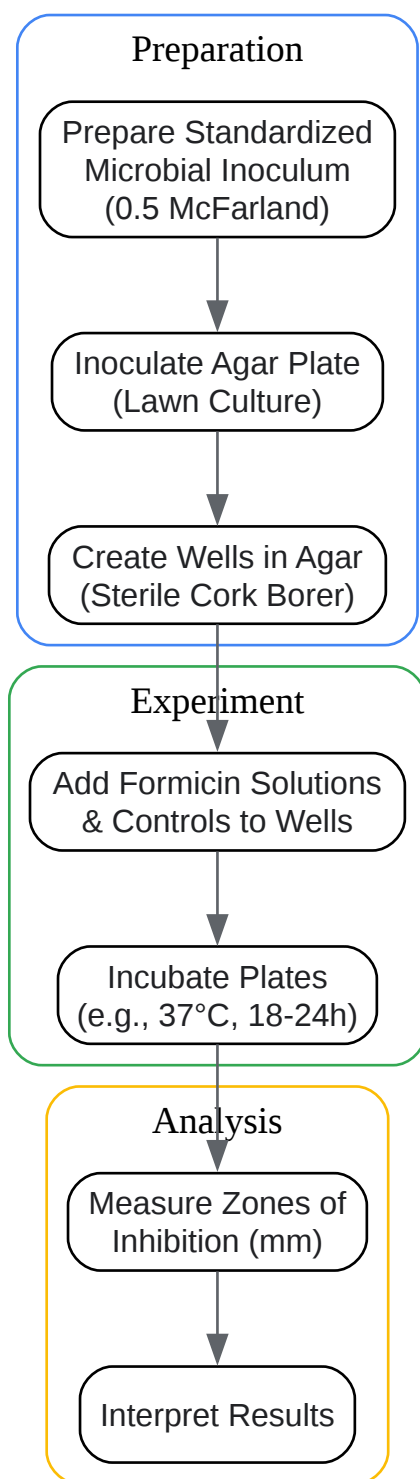 Preparation
Prepare Standardized
Microbial Inoculum
(0.5 McFarland)
Inoculate Agar Plate
(Lawn Culture)
Create Wells in Agar
(Sterile Cork Borer)
Experiment
Add Formicin Solutions
& Controls to Wells
Incubate Plates
(e.g., 37°C, 18-24h)
Analysis
Measure Zones of
Inhibition (mm)
Interpret Results